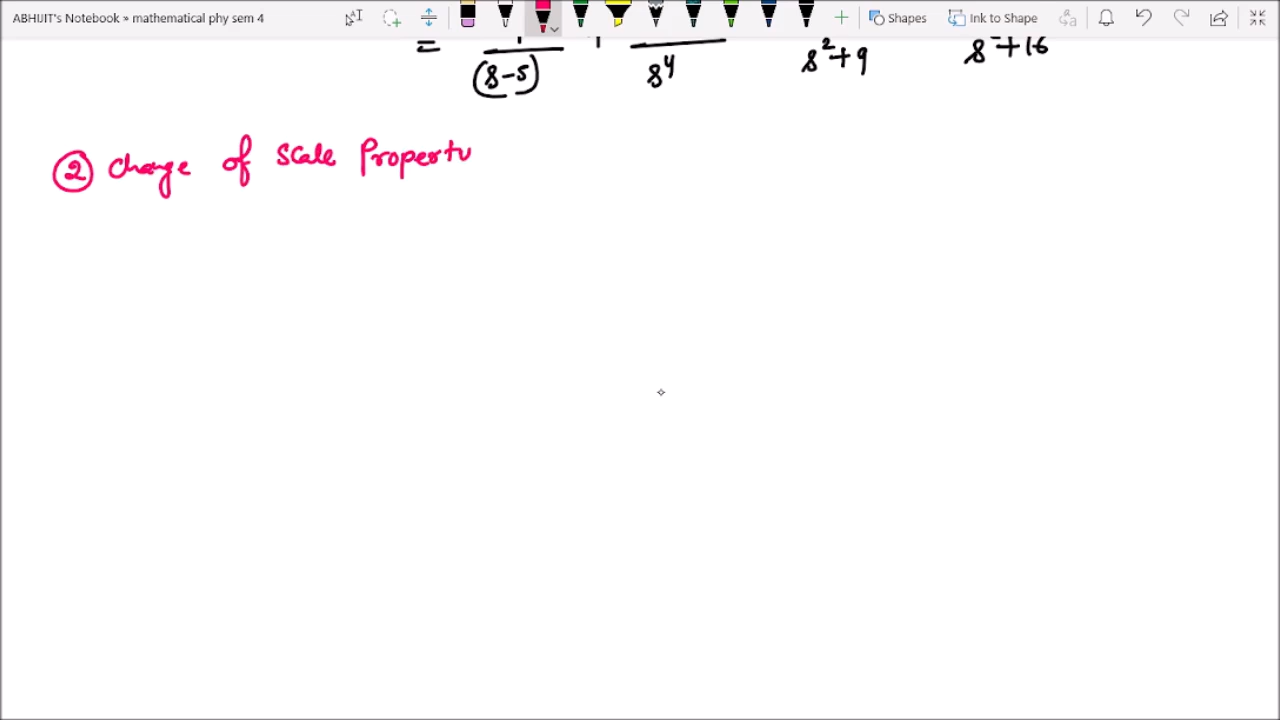 ABHIJIT's Notebook » mathematical phy sem 4
Shapes
Ink to Shape
= (s-5) s⁴ s²+9 s²+16
② change of scale Propertu